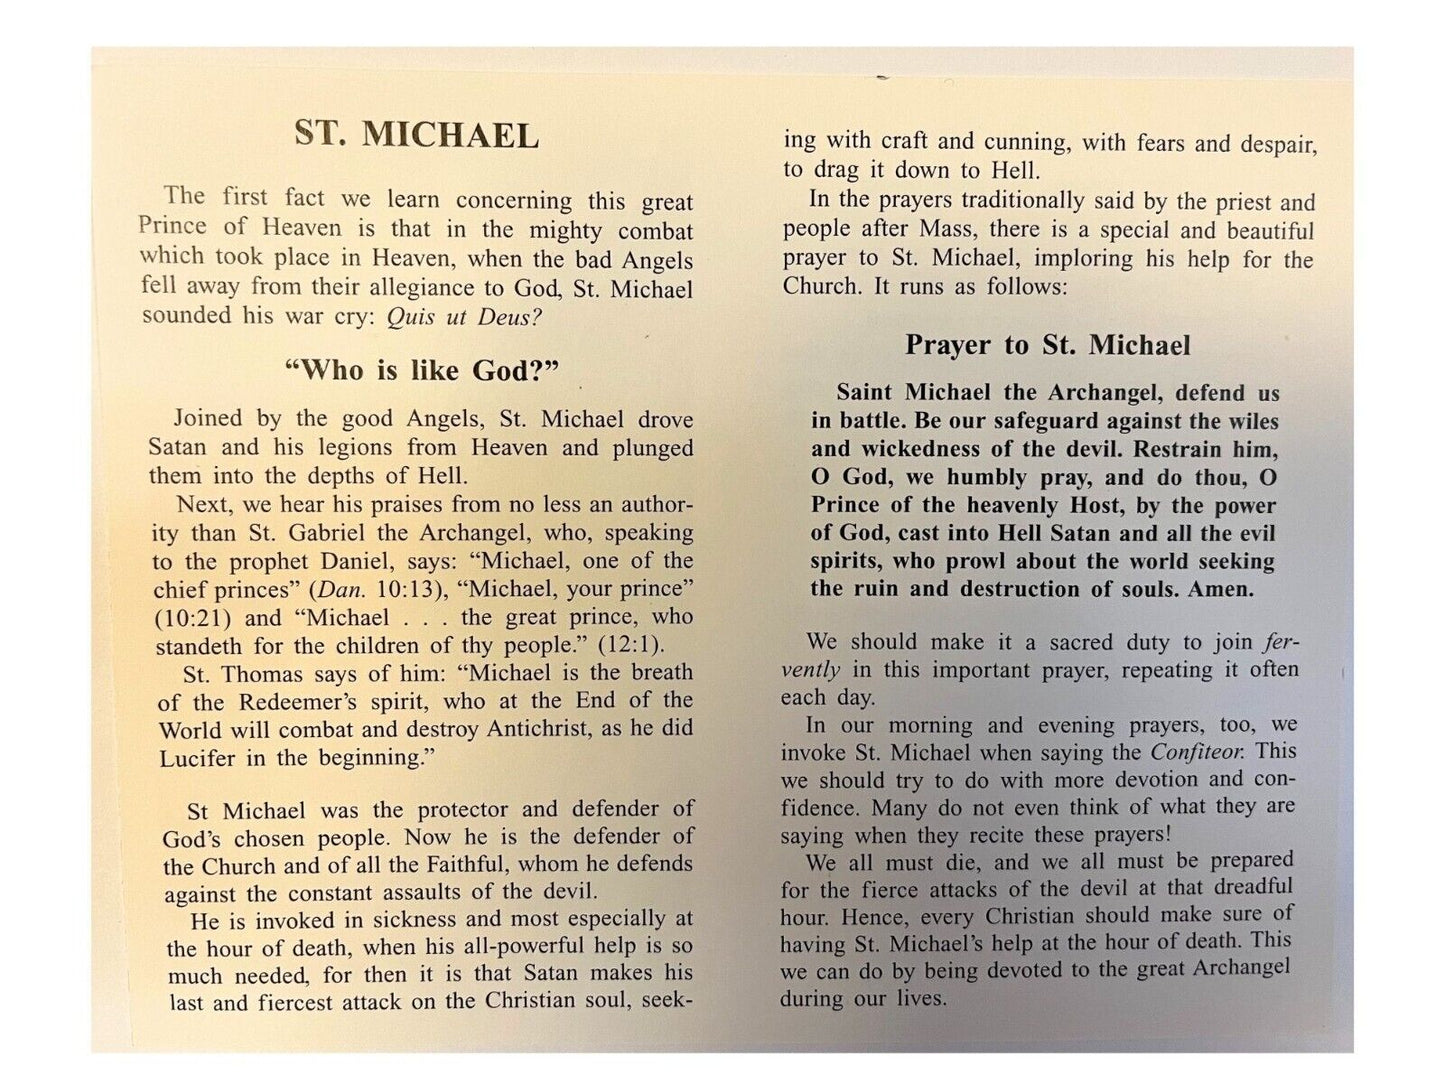 ST. MICHAEL
The first fact we learn concerning this great
Prince of Heaven is that in the mighty combat
which took place in Heaven, when the bad Angels
fell away from their allegiance to God, St. Michael
sounded his war cry: Quis ut Deus?
“Who is like God?”
Joined by the good Angels, St. Michael drove
Satan and his legions from Heaven and plunged
them into the depths of Hell.
Next, we hear his praises from no less an author-
ity than St. Gabriel the Archangel, who, speaking
to the prophet Daniel, says: “Michael, one of the
chief princes” (Dan. 10:13), “Michael, your prince”
(10:21) and “Michael . . . the great prince, who
standeth for the children of thy people.” (12:1).
St. Thomas says of him: “Michael is the breath
of the Redeemer’s spirit, who at the End of the
World will combat and destroy Antichrist, as he did
Lucifer in the beginning.”
St Michael was the protector and defender of
God’s chosen people. Now he is the defender of
the Church and of all the Faithful, whom he defends
against the constant assaults of the devil.
He is invoked in sickness and most especially at
the hour of death, when his all-powerful help is so
much needed, for then it is that Satan makes his
last and fiercest attack on the Christian soul, seek-
ing with craft and cunning, with fears and despair,
to drag it down to Hell.
In the prayers traditionally said by the priest and
people after Mass, there is a special and beautiful
prayer to St. Michael, imploring his help for the
Church. It runs as follows:
Prayer to St. Michael
Saint Michael the Archangel, defend us
in battle. Be our safeguard against the wiles
and wickedness of the devil. Restrain him,
O God, we humbly pray, and do thou, O
Prince of the heavenly Host, by the power
of God, cast into Hell Satan and all the evil
spirits, who prowl about the world seeking
the ruin and destruction of souls. Amen.
We should make it a sacred duty to join fer-
vently in this important prayer, repeating it often
each day.
In our morning and evening prayers, too, we
invoke St. Michael when saying the Confiteor. This
we should try to do with more devotion and con-
fidence. Many do not even think of what they are
saying when they recite these prayers!
We all must die, and we all must be prepared
for the fierce attacks of the devil at that dreadful
hour. Hence, every Christian should make sure of
having St. Michael’s help at the hour of death. This
we can do by being devoted to the great Archangel
during our lives.